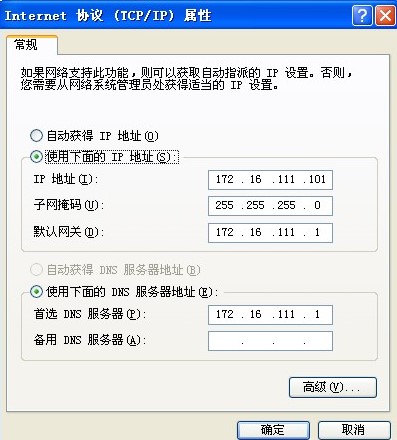 Internet 协议 (TCP/IP) 属性
常规
如果网络支持此功能，则可以获取自动指派的 IP 设置。否则，
您需要从网络系统管理员处获得适当的 IP 设置。
自动获得 IP 地址(O)
使用下面的 IP 地址(S):
IP 地址(I): 172 . 16 .111 .101
子网掩码(U): 255 .255 .255 . 0
默认网关(D): 172 . 16 .111 . 1
自动获得 DNS 服务器地址(B)
使用下面的 DNS 服务器地址(E):
首选 DNS 服务器(P): 172 . 16 .111 . 1
备用 DNS 服务器(A): . . .
高级(V)...
确定 取消